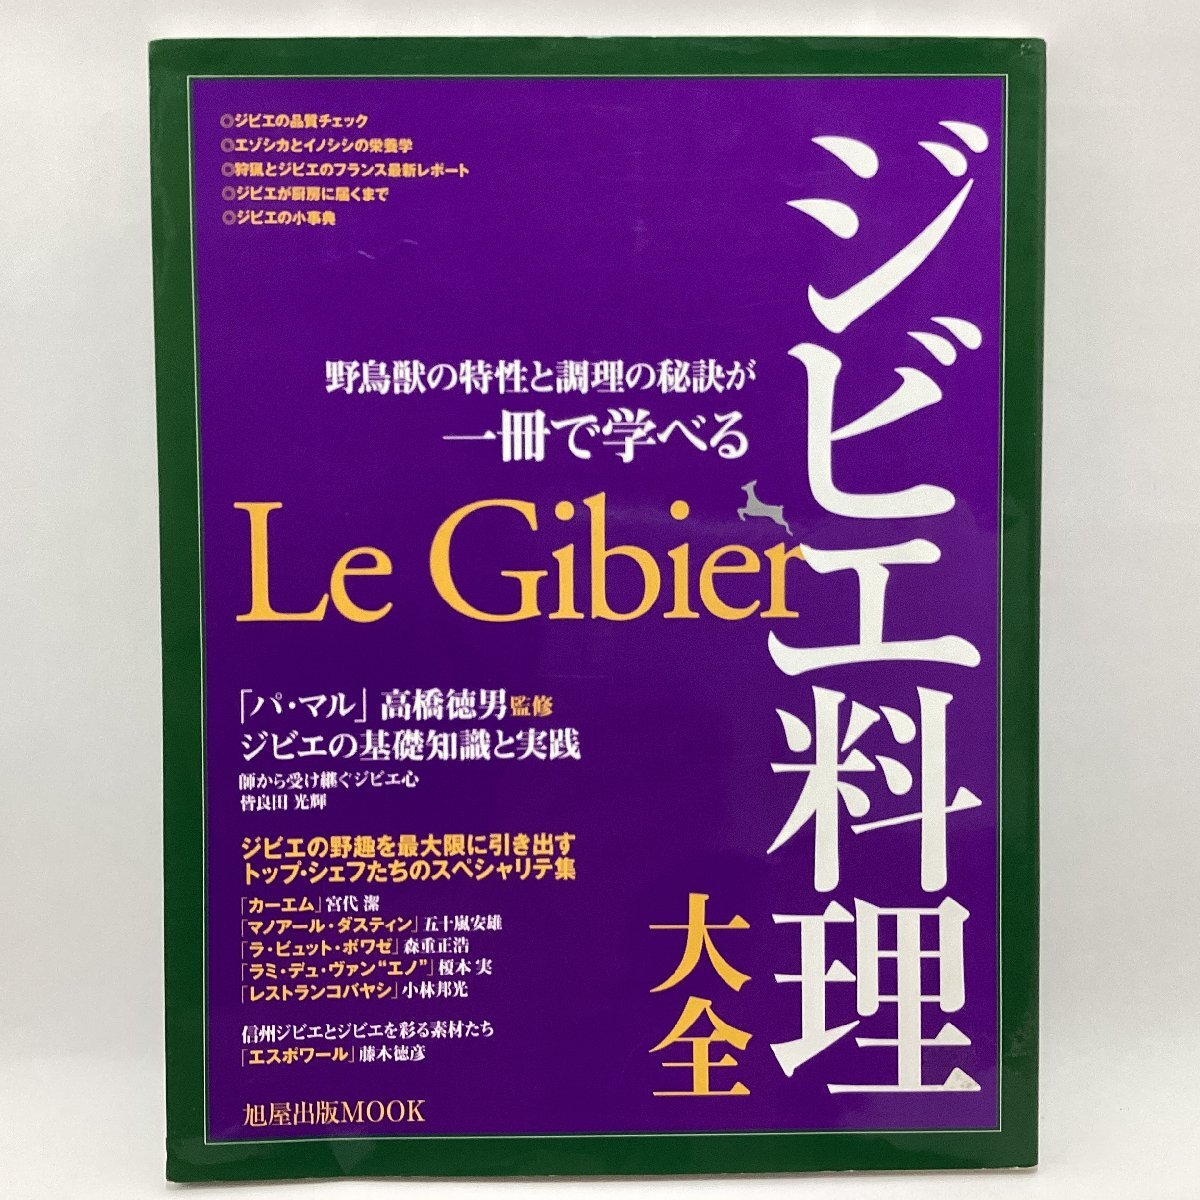 ◎ジビエの品質チェック
◎エゾシカとイノシシの栄養学
◎狩猟とジビエのフランス最新レポート
◎ジビエが厨房に届くまで
◎ジビエの小事典
ジビエ料理
大全
野鳥獣の特性と調理の秘訣が
一冊で学べる
Le Gibier
「パ・マル」高橋徳男監修
ジビエの基礎知識と実践
師から受け継ぐジビエ心
皆良田 光輝
ジビエの野趣を最大限に引き出す
トップ・シェフたちのスペシャリテ集
「カーエム」宮代 潔
「マノアール・ダスティン」五十嵐安雄
「ラ・ビュット・ボワゼ」森重正浩
「ラミ・デュ・ヴァン“エノ”」榎本 実
「レストランコバヤシ」小林邦光
信州ジビエとジビエを彩る素材たち
「エスポワール」藤木徳彦
旭屋出版MOOK